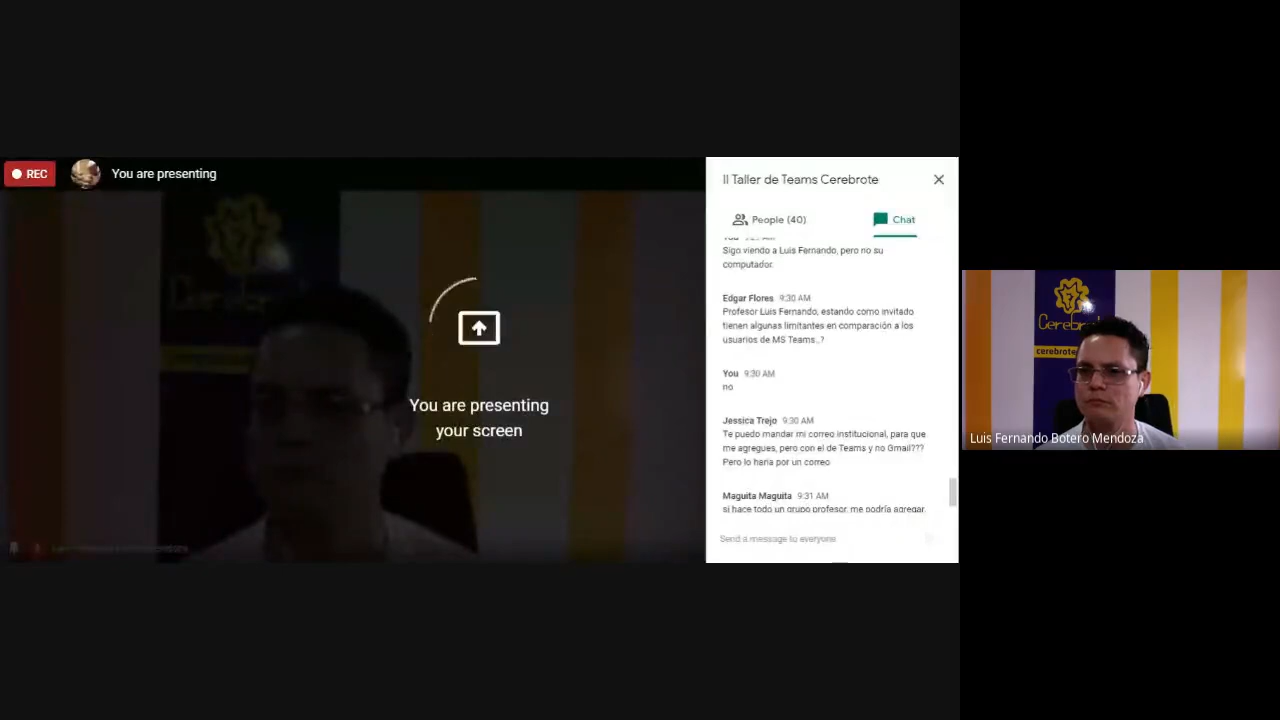 REC
You are presenting
You are presenting
your screen
II Taller de Teams Cerebrote
People (40)
Chat
Sigo viendo a Luis Fernando, pero no su
computador.
Edgar Flores 9:30 AM
Profesor Luis Fernando, estando como invitado
tienen algunas limitantes en comparación a los
usuarios de MS Teams..?
You 9:30 AM
no
Jessica Trejo 9:30 AM
Te puedo mandar mi correo institucional, para que
me agregues, pero con el de Teams y no Gmail???
Pero lo haria por un correo
Maguita Maguita 9:31 AM
si hace todo un grupo profesor, me podría agregar,
Send a message to everyone
Luis Fernando Botero Mendoza